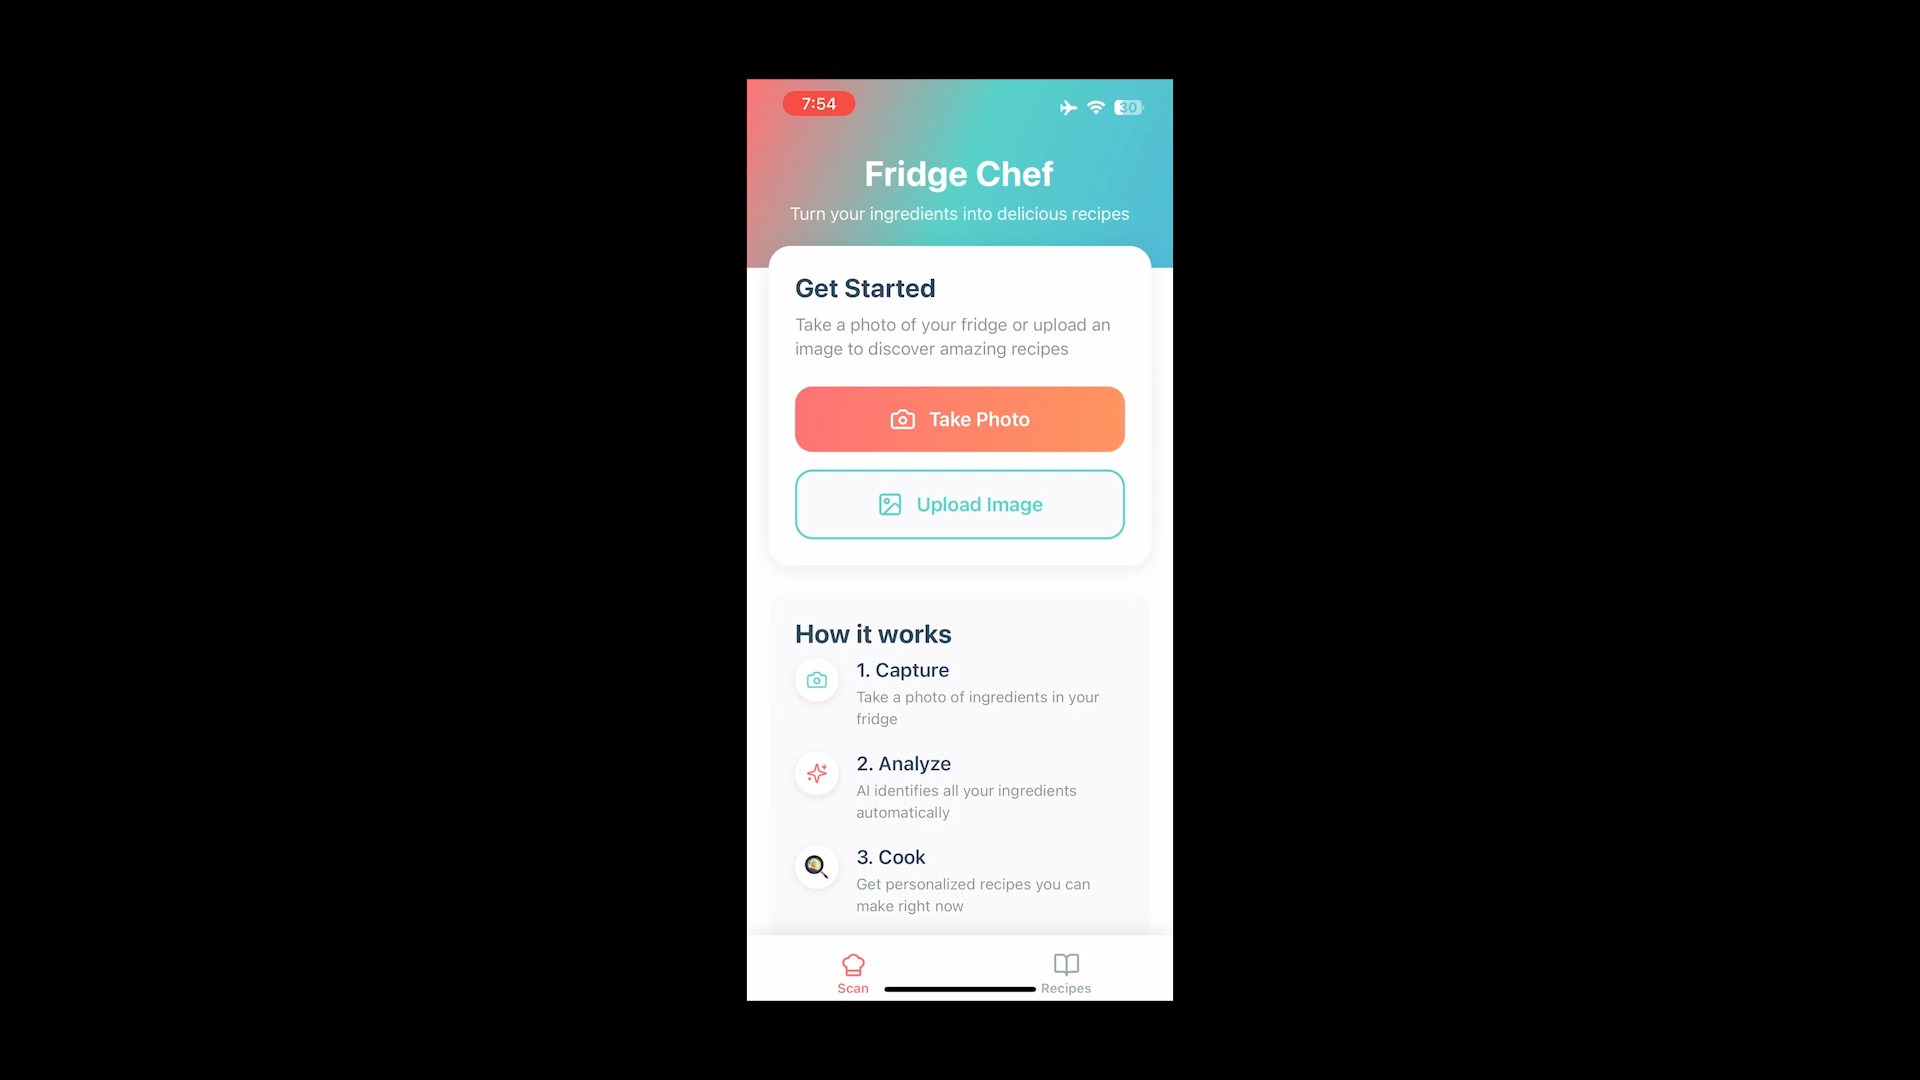 7:54
30
Fridge Chef
Turn your ingredients into delicious recipes
Get Started
Take a photo of your fridge or upload an
image to discover amazing recipes
Take Photo
Upload Image
How it works
1. Capture
Take a photo of ingredients in your
fridge
2. Analyze
AI identifies all your ingredients
automatically
3. Cook
Get personalized recipes you can
make right now
Scan
Recipes